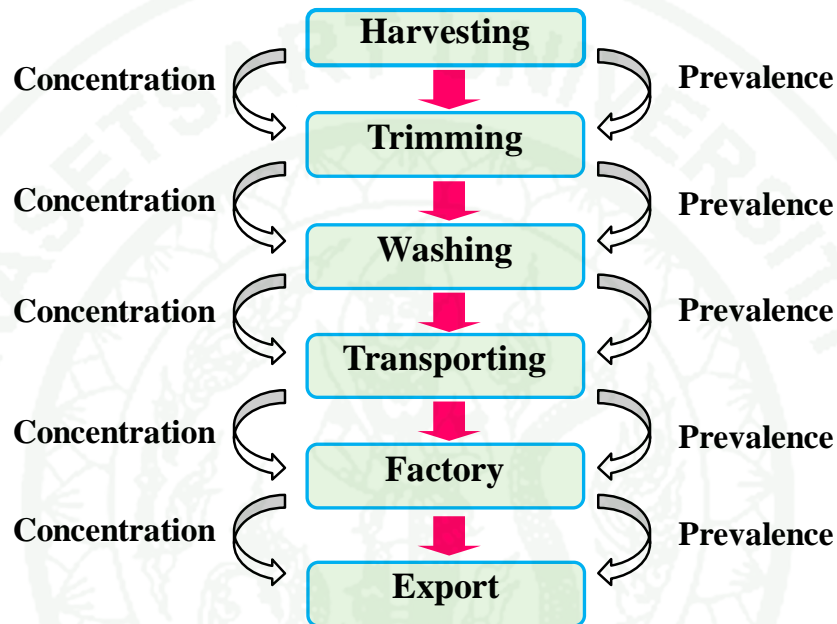 Harvesting
Concentration
Prevalence
Trimming
Concentration
Prevalence
Washing
Concentration
Prevalence
Transporting
Concentration
Prevalence
Factory
Concentration
Prevalence
Export